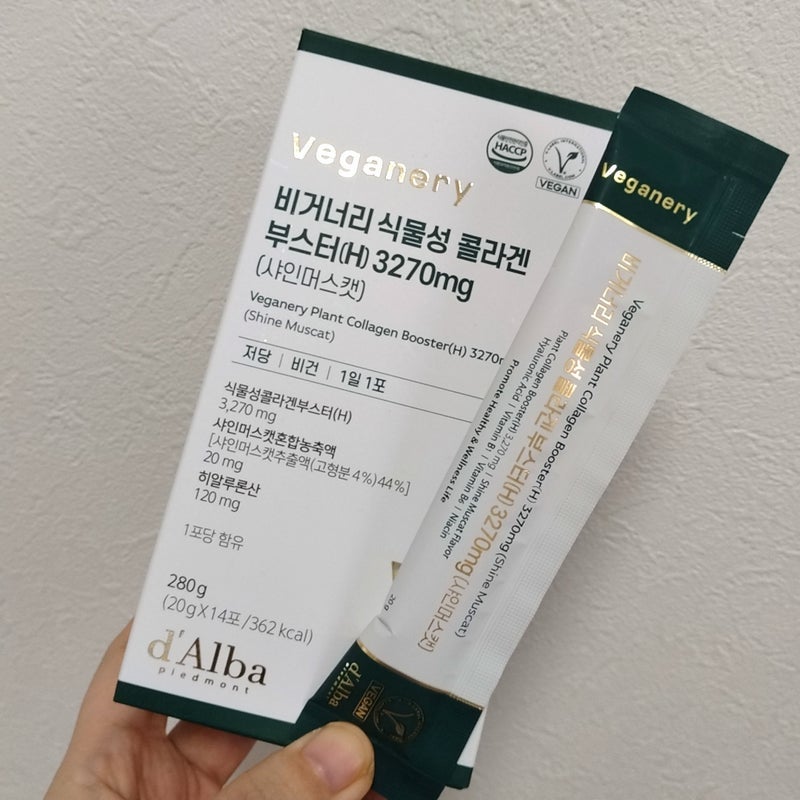 Veganery
HACCP
VEGAN
비거너리 식물성 콜라겐
부스터(H) 3270mg
(샤인머스캣)
Veganery Plant Collagen Booster(H) 3270m
(Shine Muscat)
저당 | 비건 | 1일 1포
식물성콜라겐부스터(H)
3,270 mg
샤인머스캣혼합농축액
[샤인머스캣추출액(고형분 4%) 44%]
20 mg
히알루론산
120 mg
1포당 함유
280 g
(20 g X 14포 / 362 kcal)
d'Alba
piedmont
Veganery
Veganery Plant Collagen Booster(H) 3270mg (Shine Muscat)
비거너리 식물성 콜라겐 부스터(H) 3270mg (샤인머스캣)
Plant Collagen Booster(H) 3,270 mg | Shine Muscat Flavor
Hyaluronic Acid | Vitamin B1 | Vitamin B6 | Niacin
Promote Healthy & Wellness Life
20 g
d'Alba
piedmont
VEGAN